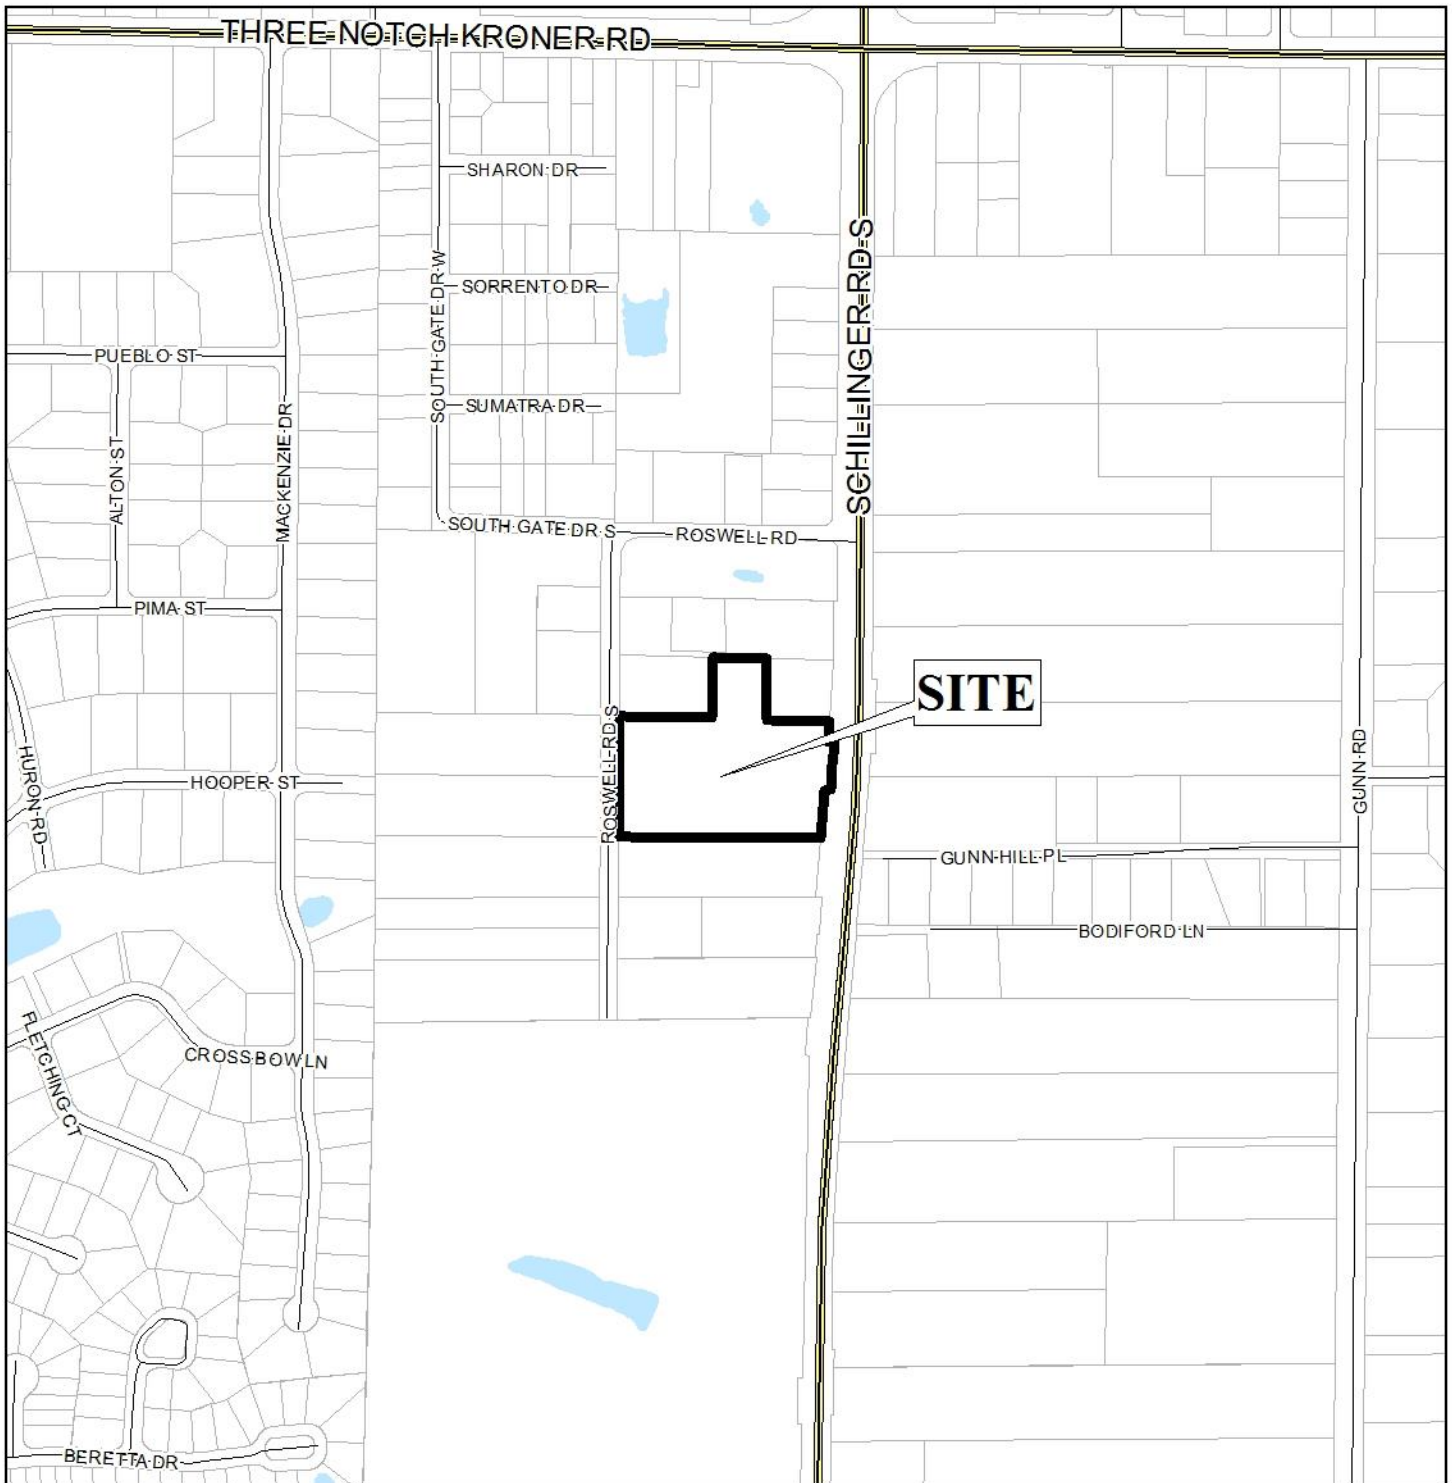 THREE NOTCH KRONER RD
SHARON DR
SOUTH GATE DR W
SORRENTO DR
SCHILLINGER RD S
PUEBLO ST
MACKENZIE DR
SUMATRA DR
ALTON ST
SOUTH GATE DR S
ROSWELL RD
PIMA ST
SITE
ROSWELL RD S
HURON RD
HOOPER ST
GUNN RD
GUNN HILL PL
BODIFORD LN
FLETCHING CT
CROSS BOW LN
BERETTA DR